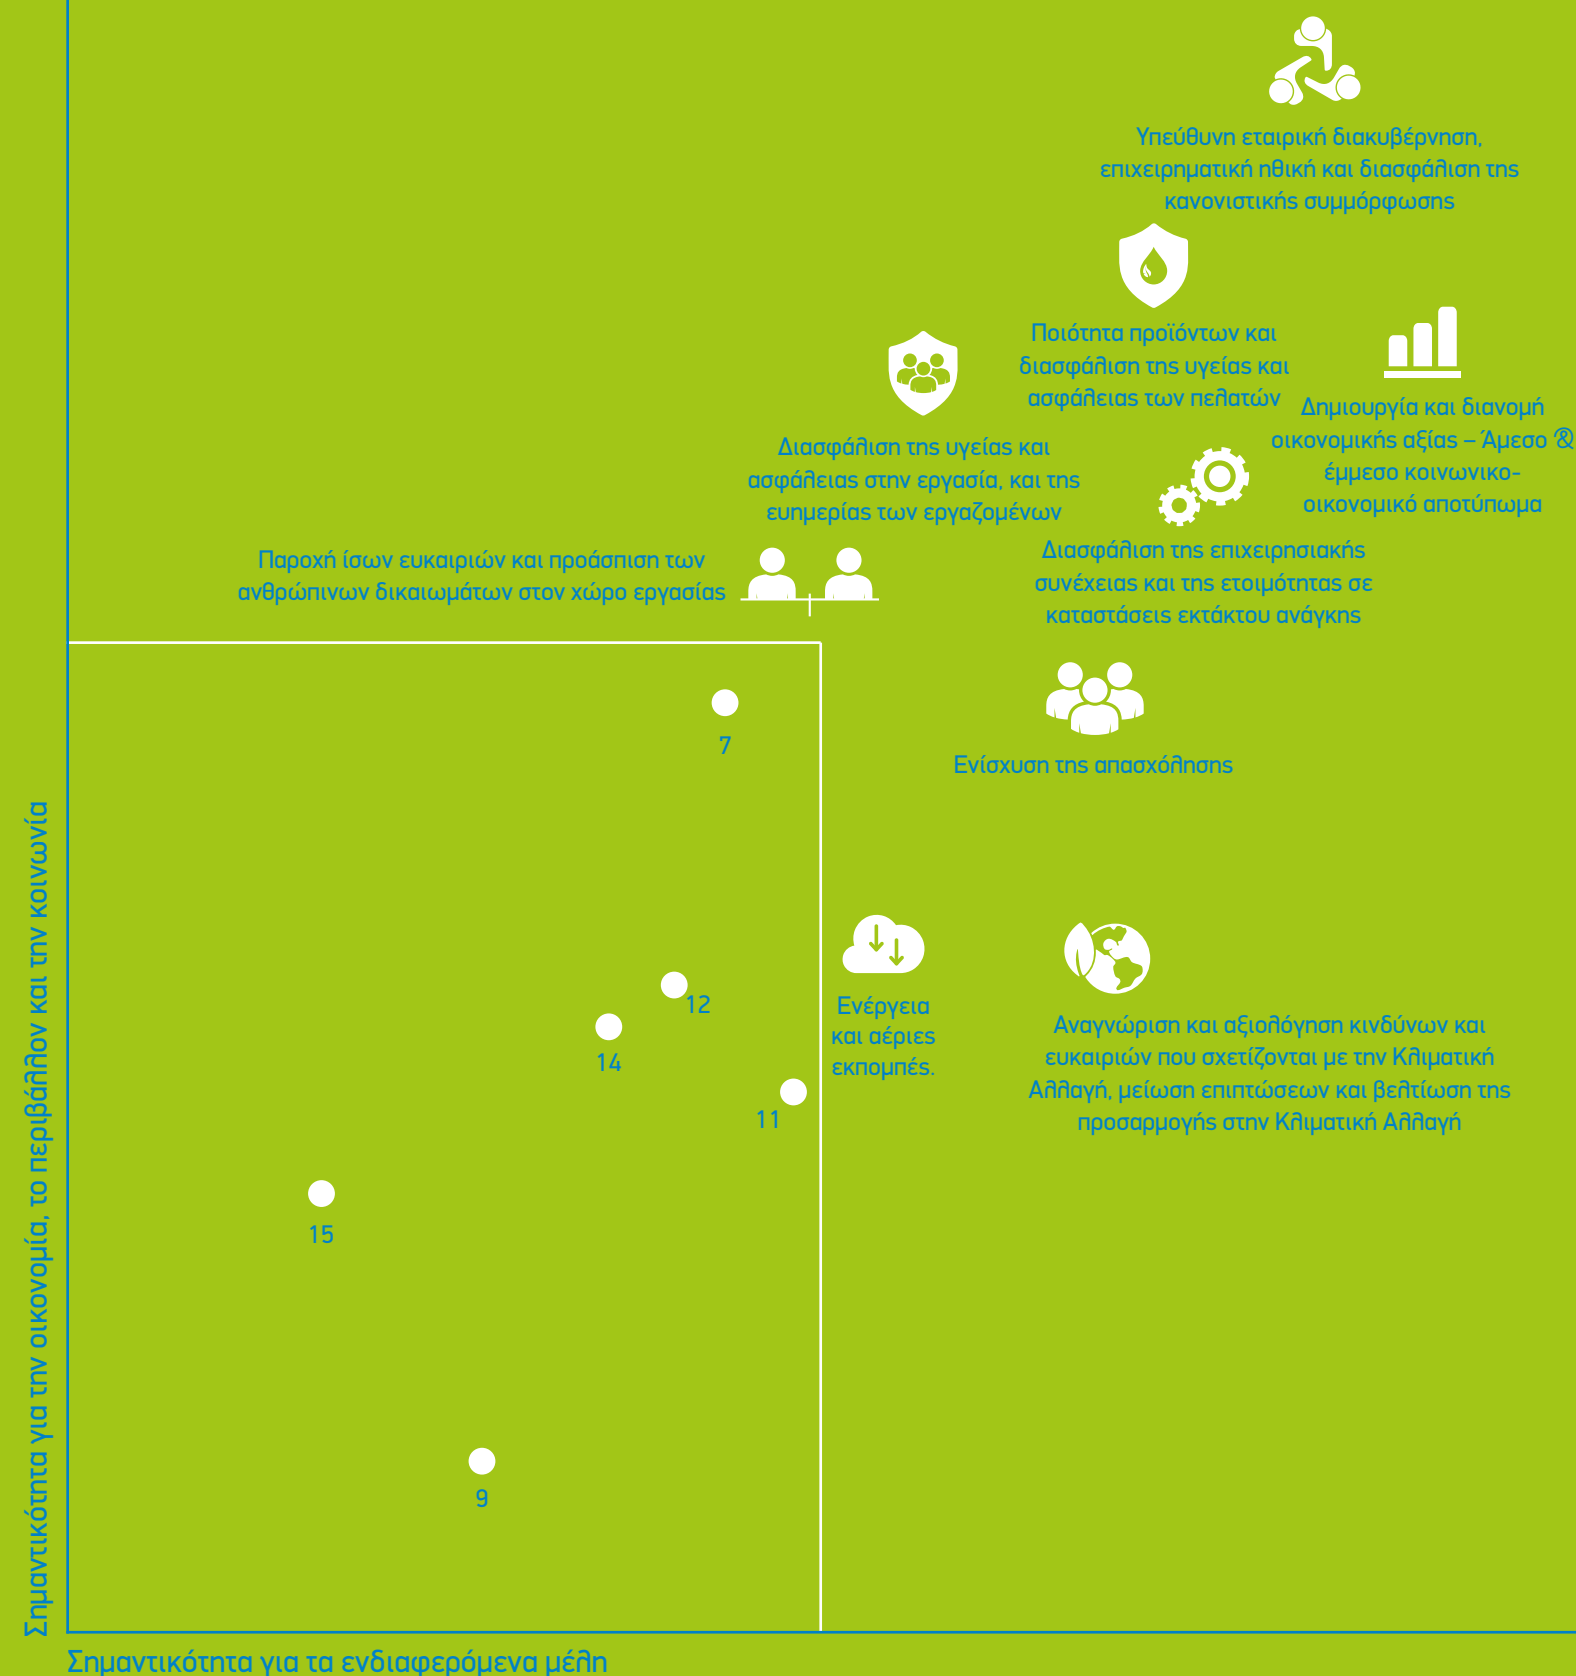 Υπεύθυνη εταιρική διακυβέρνηση,
επιχειρηματική ηθική και διασφάλιση της
κανονιστικής συμμόρφωσης
Ποιότητα προϊόντων και
διασφάλιση της υγείας και
ασφάλειας των πελατών
Δημιουργία και διανομή
οικονομικής αξίας – Άμεσο &
έμμεσο κοινωνικο-
οικονομικό αποτύπωμα
Διασφάλιση της υγείας και
ασφάλειας στην εργασία, και της
ευημερίας των εργαζομένων
Διασφάλιση της επιχειρησιακής
συνέχειας και της ετοιμότητας σε
καταστάσεις εκτάκτου ανάγκης
Παροχή ίσων ευκαιριών και προάσπιση των
ανθρώπινων δικαιωμάτων στον χώρο εργασίας
7
Ενίσχυση της απασχόλησης
12
14
11
Ενέργεια
και αέριες
εκπομπές.
Αναγνώριση και αξιολόγηση κινδύνων και
ευκαιριών που σχετίζονται με την Κλιματική
Αλλαγή, μείωση επιπτώσεων και βελτίωση της
προσαρμογής στην Κλιματική Αλλαγή
15
9
Σημαντικότητα για την οικονομία, το περιβάλλον και την κοινωνία
Σημαντικότητα για τα ενδιαφερόμενα μέλη